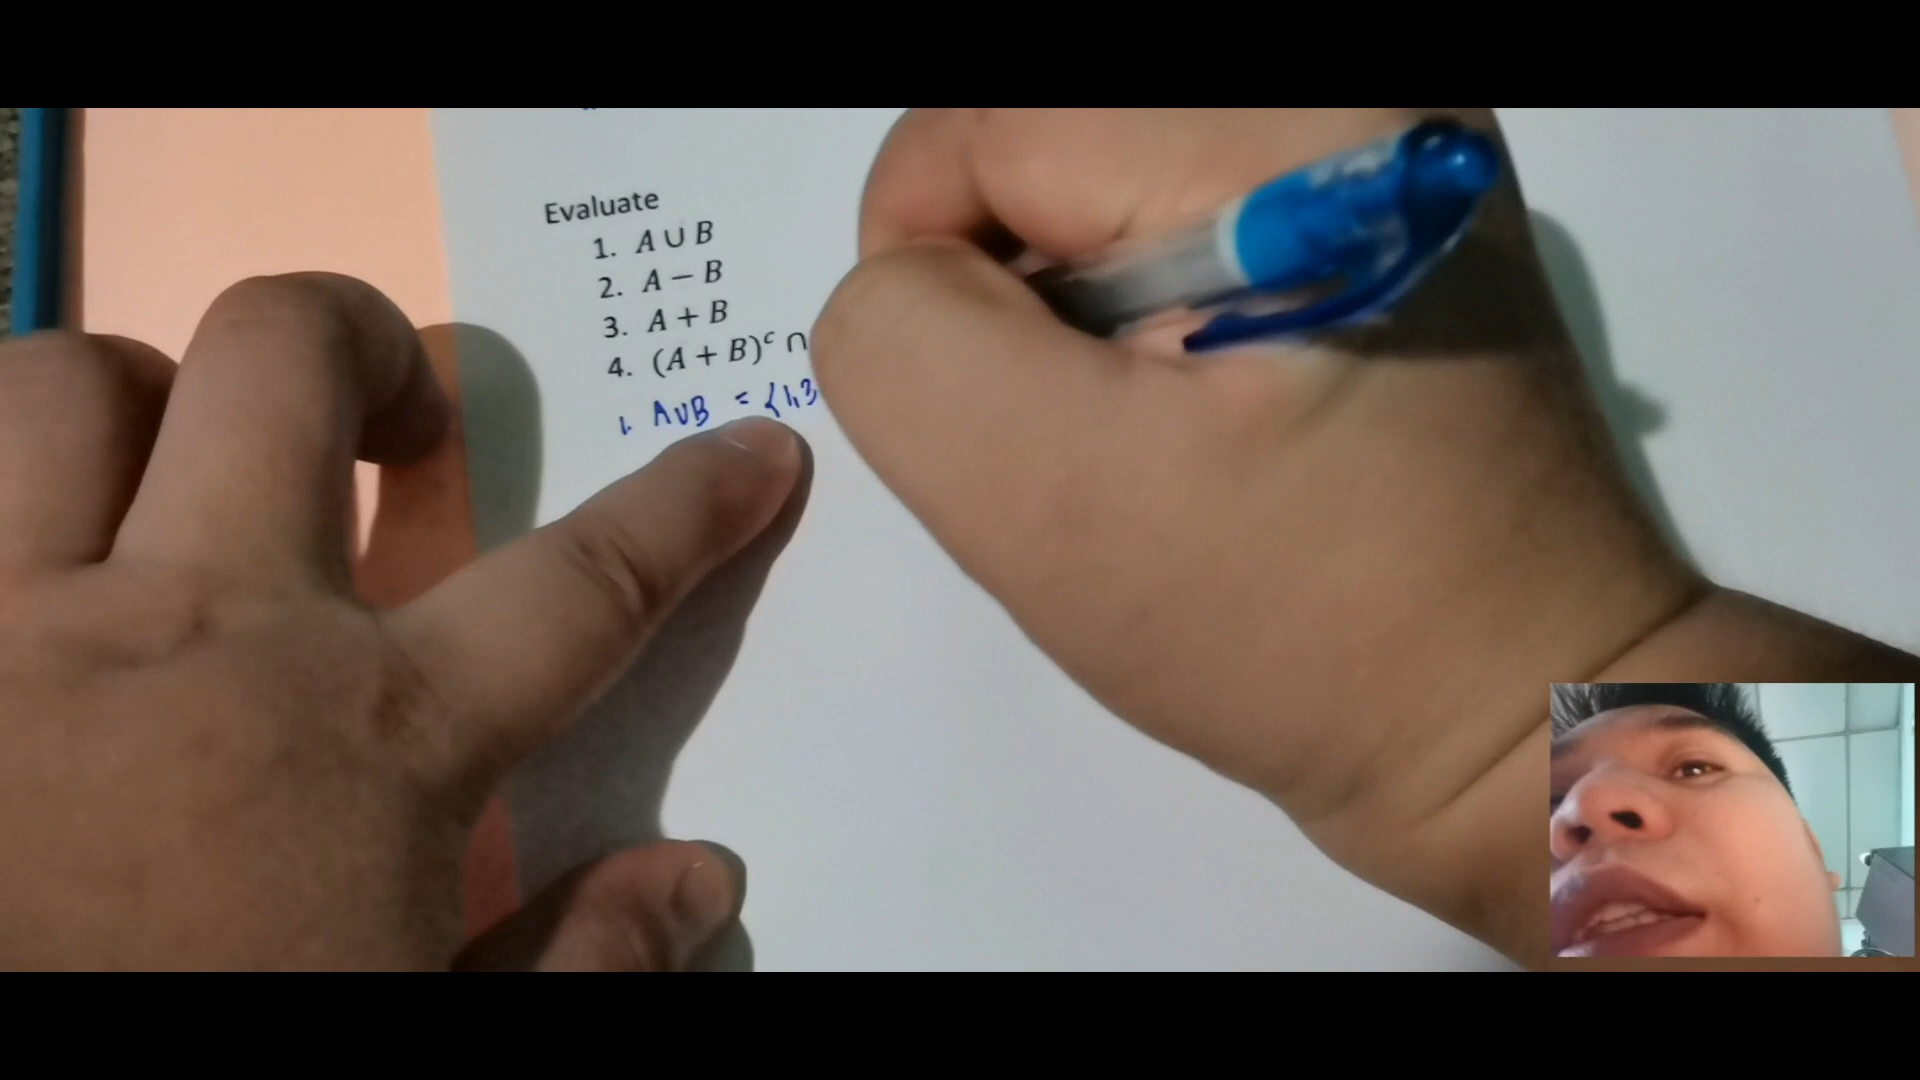 Evaluate
1. A ∪ B
2. A − B
3. A + B
4. (A + B)ᶜ ∩
1. A∪B = {1,3